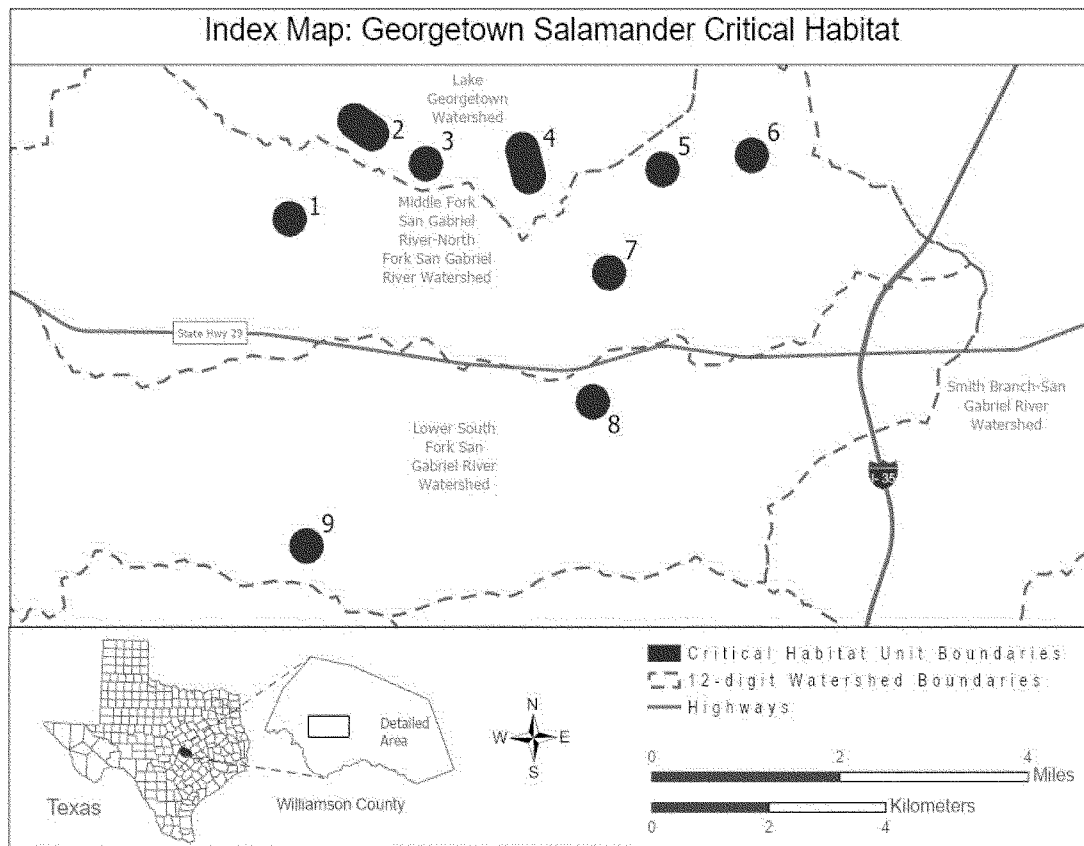 Index Map: Georgetown Salamander Critical Habitat
Lake
Georgetown
Watershed
2
3
4
5
6
1
Middle Fork
San Gabriel
River-North
Fork San Gabriel
River Watershed
7
State Hwy 29
8
Smith Branch-San
Gabriel River
Watershed
Lower South
Fork San
Gabriel River
Watershed
I-35
9
Texas
Williamson County
Detailed
Area
N
W
E
S
Critical Habitat Unit Boundaries
12-digit Watershed Boundaries
Highways
0 2 4
Miles
Kilometers
0 2 4